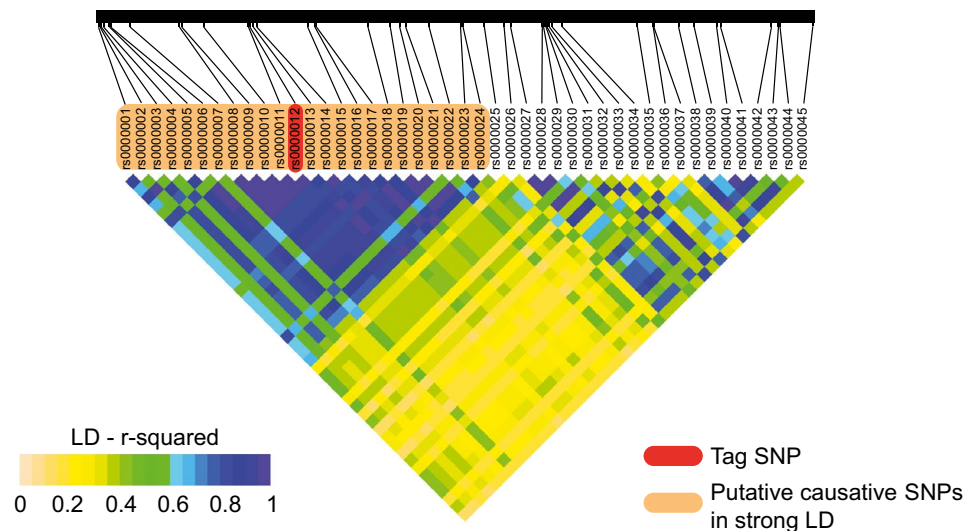 rs0000001
rs0000002
rs0000003
rs0000004
rs0000005
rs0000006
rs0000007
rs0000008
rs0000009
rs0000010
rs0000011
rs0000012
rs0000013
rs0000014
rs0000015
rs0000016
rs0000017
rs0000018
rs0000019
rs0000020
rs0000021
rs0000022
rs0000023
rs0000024
rs0000025
rs0000026
rs0000027
rs0000028
rs0000029
rs0000030
rs0000031
rs0000032
rs0000033
rs0000034
rs0000035
rs0000036
rs0000037
rs0000038
rs0000039
rs0000040
rs0000041
rs0000042
rs0000043
rs0000044
rs0000045
LD - r-squared
0 0.2 0.4 0.6 0.8 1
Tag SNP
Putative causative SNPs
in strong LD